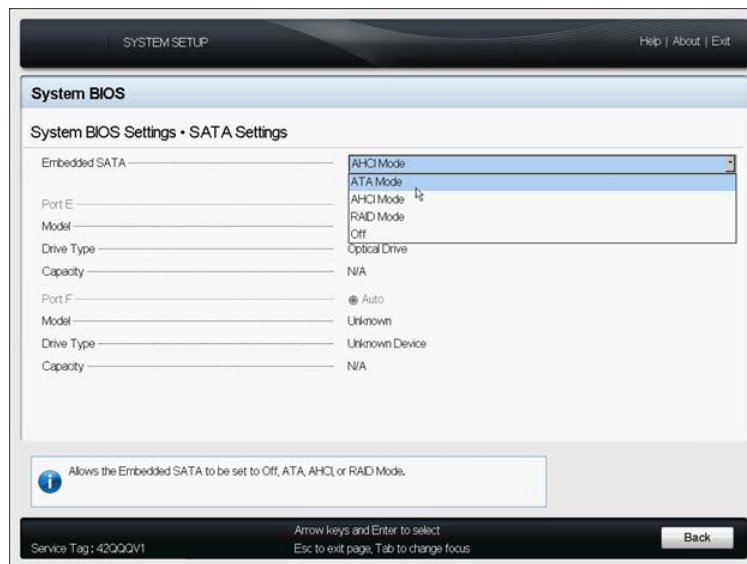 SYSTEM SETUP
Help | About | Exit
System BIOS
System BIOS Settings • SATA Settings
Embedded SATA
AHCI Mode
ATA Mode
AHCI Mode
RAID Mode
Off
Port E
Model
Drive Type
Optical Drive
Capacity
N/A
Port F
Auto
Model
Unknown
Drive Type
Unknown Device
Capacity
N/A
Allows the Embedded SATA to be set to Off, ATA, AHCI, or RAID Mode.
Arrow keys and Enter to select
Service Tag : 42QQQV1
Esc to exit page, Tab to change focus
Back